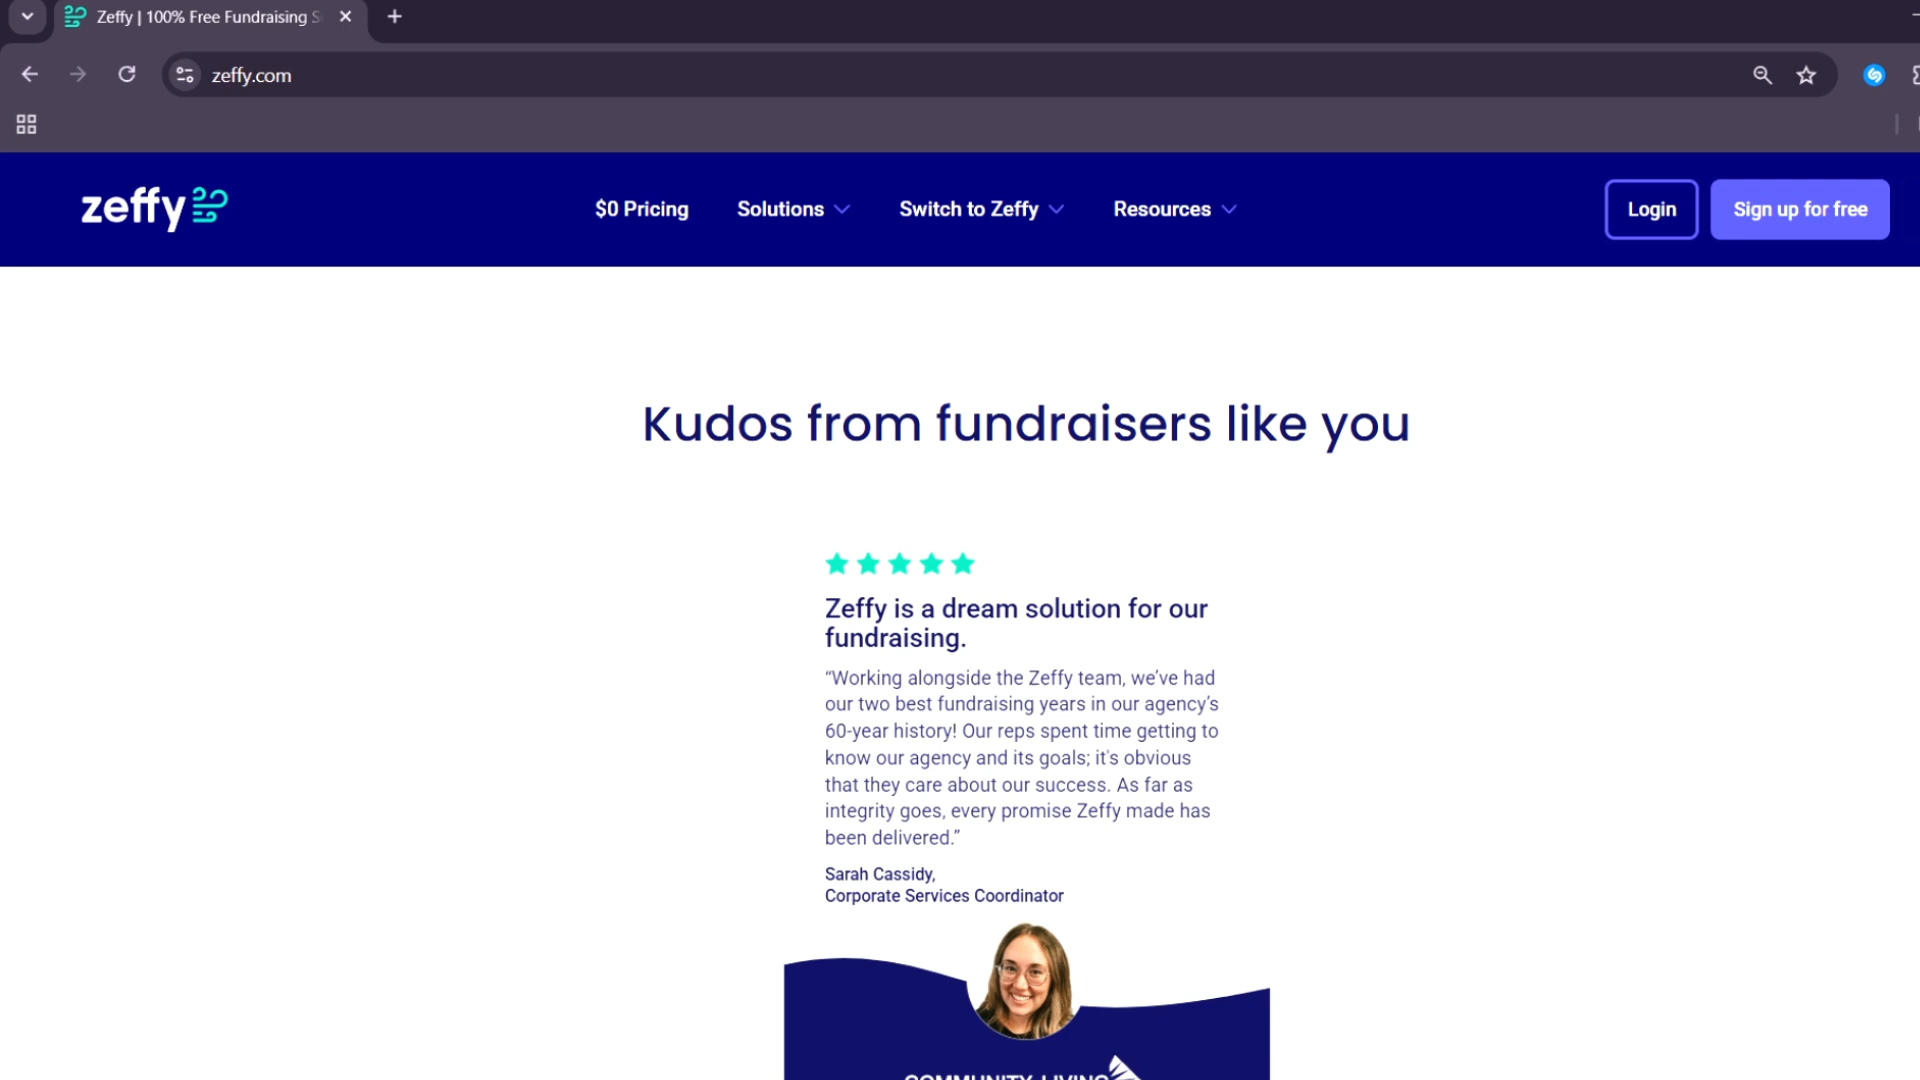 Zeffy | 100% Free Fundraising S
zeffy.com
zeffy
$0 Pricing
Solutions
Switch to Zeffy
Resources
Login
Sign up for free
Kudos from fundraisers like you
Zeffy is a dream solution for our
fundraising.
“Working alongside the Zeffy team, we’ve had
our two best fundraising years in our agency’s
60-year history! Our reps spent time getting to
know our agency and its goals; it's obvious
that they care about our success. As far as
integrity goes, every promise Zeffy made has
been delivered.”
Sarah Cassidy,
Corporate Services Coordinator
COMMUNITY LIVING